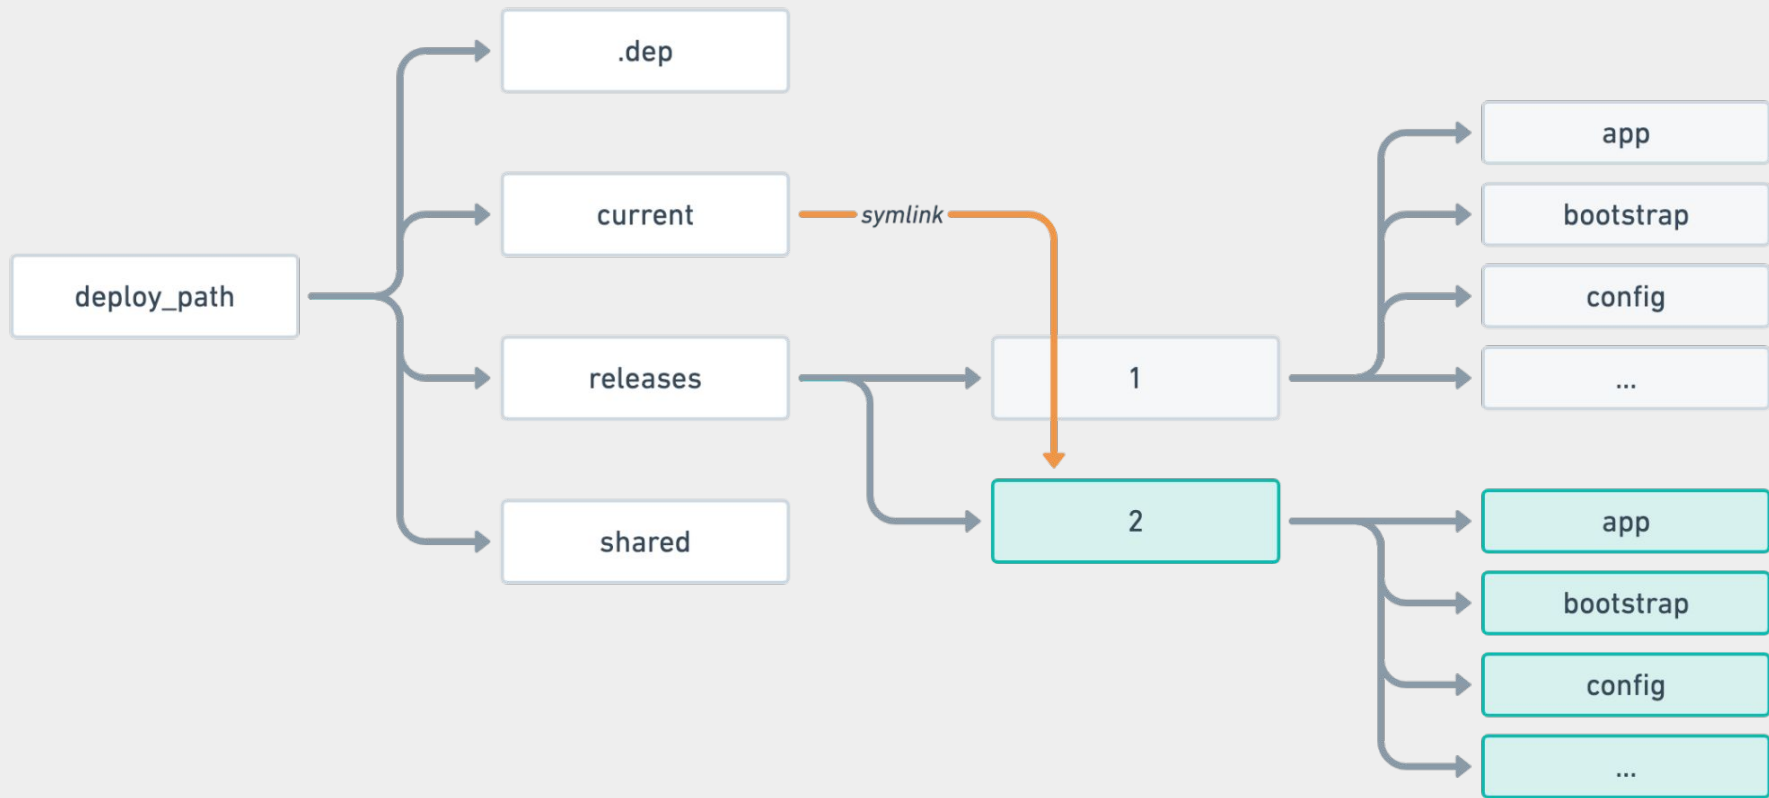 .dep
app
current
symlink
bootstrap
deploy_path
config
releases
1
...
shared
2
app
bootstrap
config
...